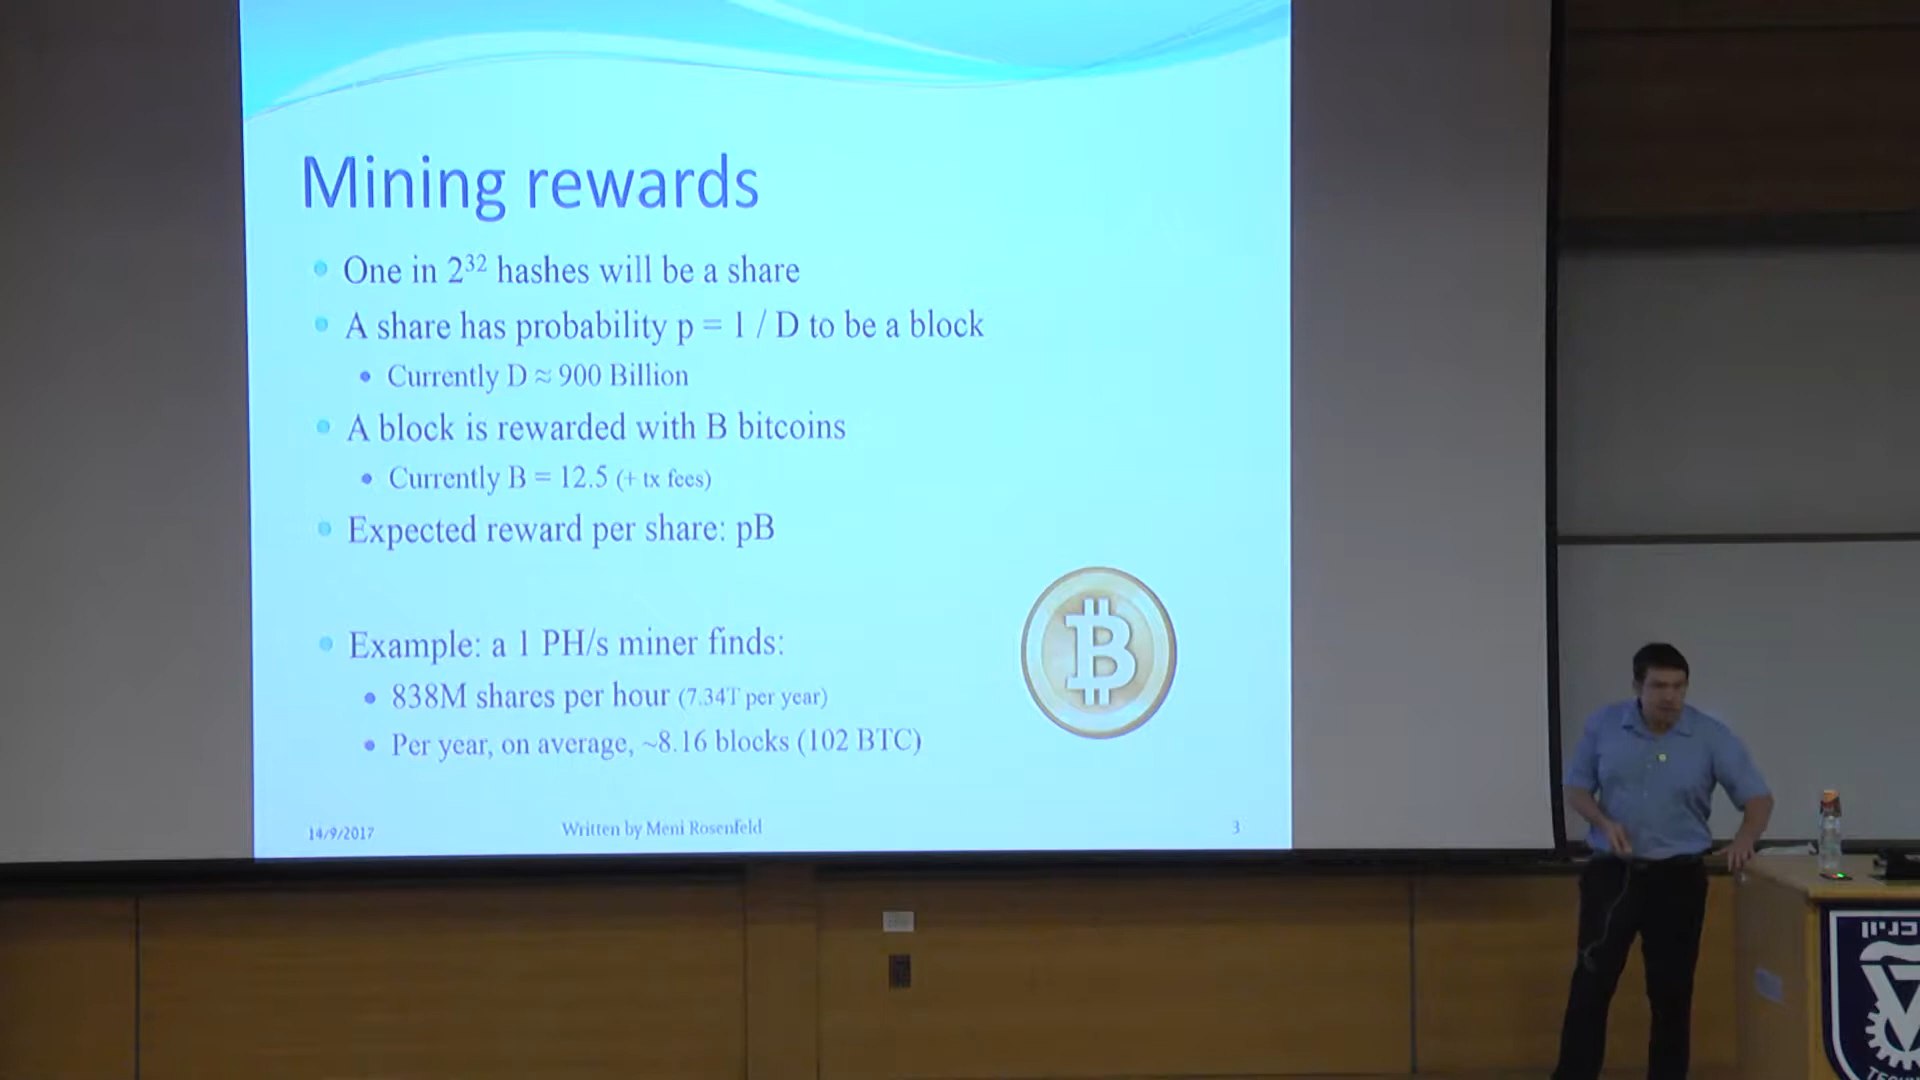 Mining rewards
One in 2³² hashes will be a share
A share has probability p = 1 / D to be a block
Currently D ≈ 900 Billion
A block is rewarded with B bitcoins
Currently B = 12.5 (+ tx fees)
Expected reward per share: pB
Example: a 1 PH/s miner finds:
838M shares per hour (7.34T per year)
Per year, on average, ~8.16 blocks (102 BTC)
14/9/2017
Written by Meni Rosenfeld
3